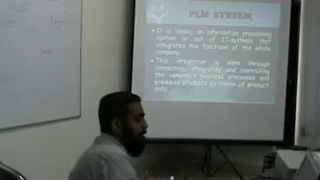 PLM SYSTEM
It is ideally an information processing
system or set of IT-systems that
integrates the functions of the whole
company.
This integration is done through
connecting, integrating and controlling
the company's business processes and
produced products by means of product
data.